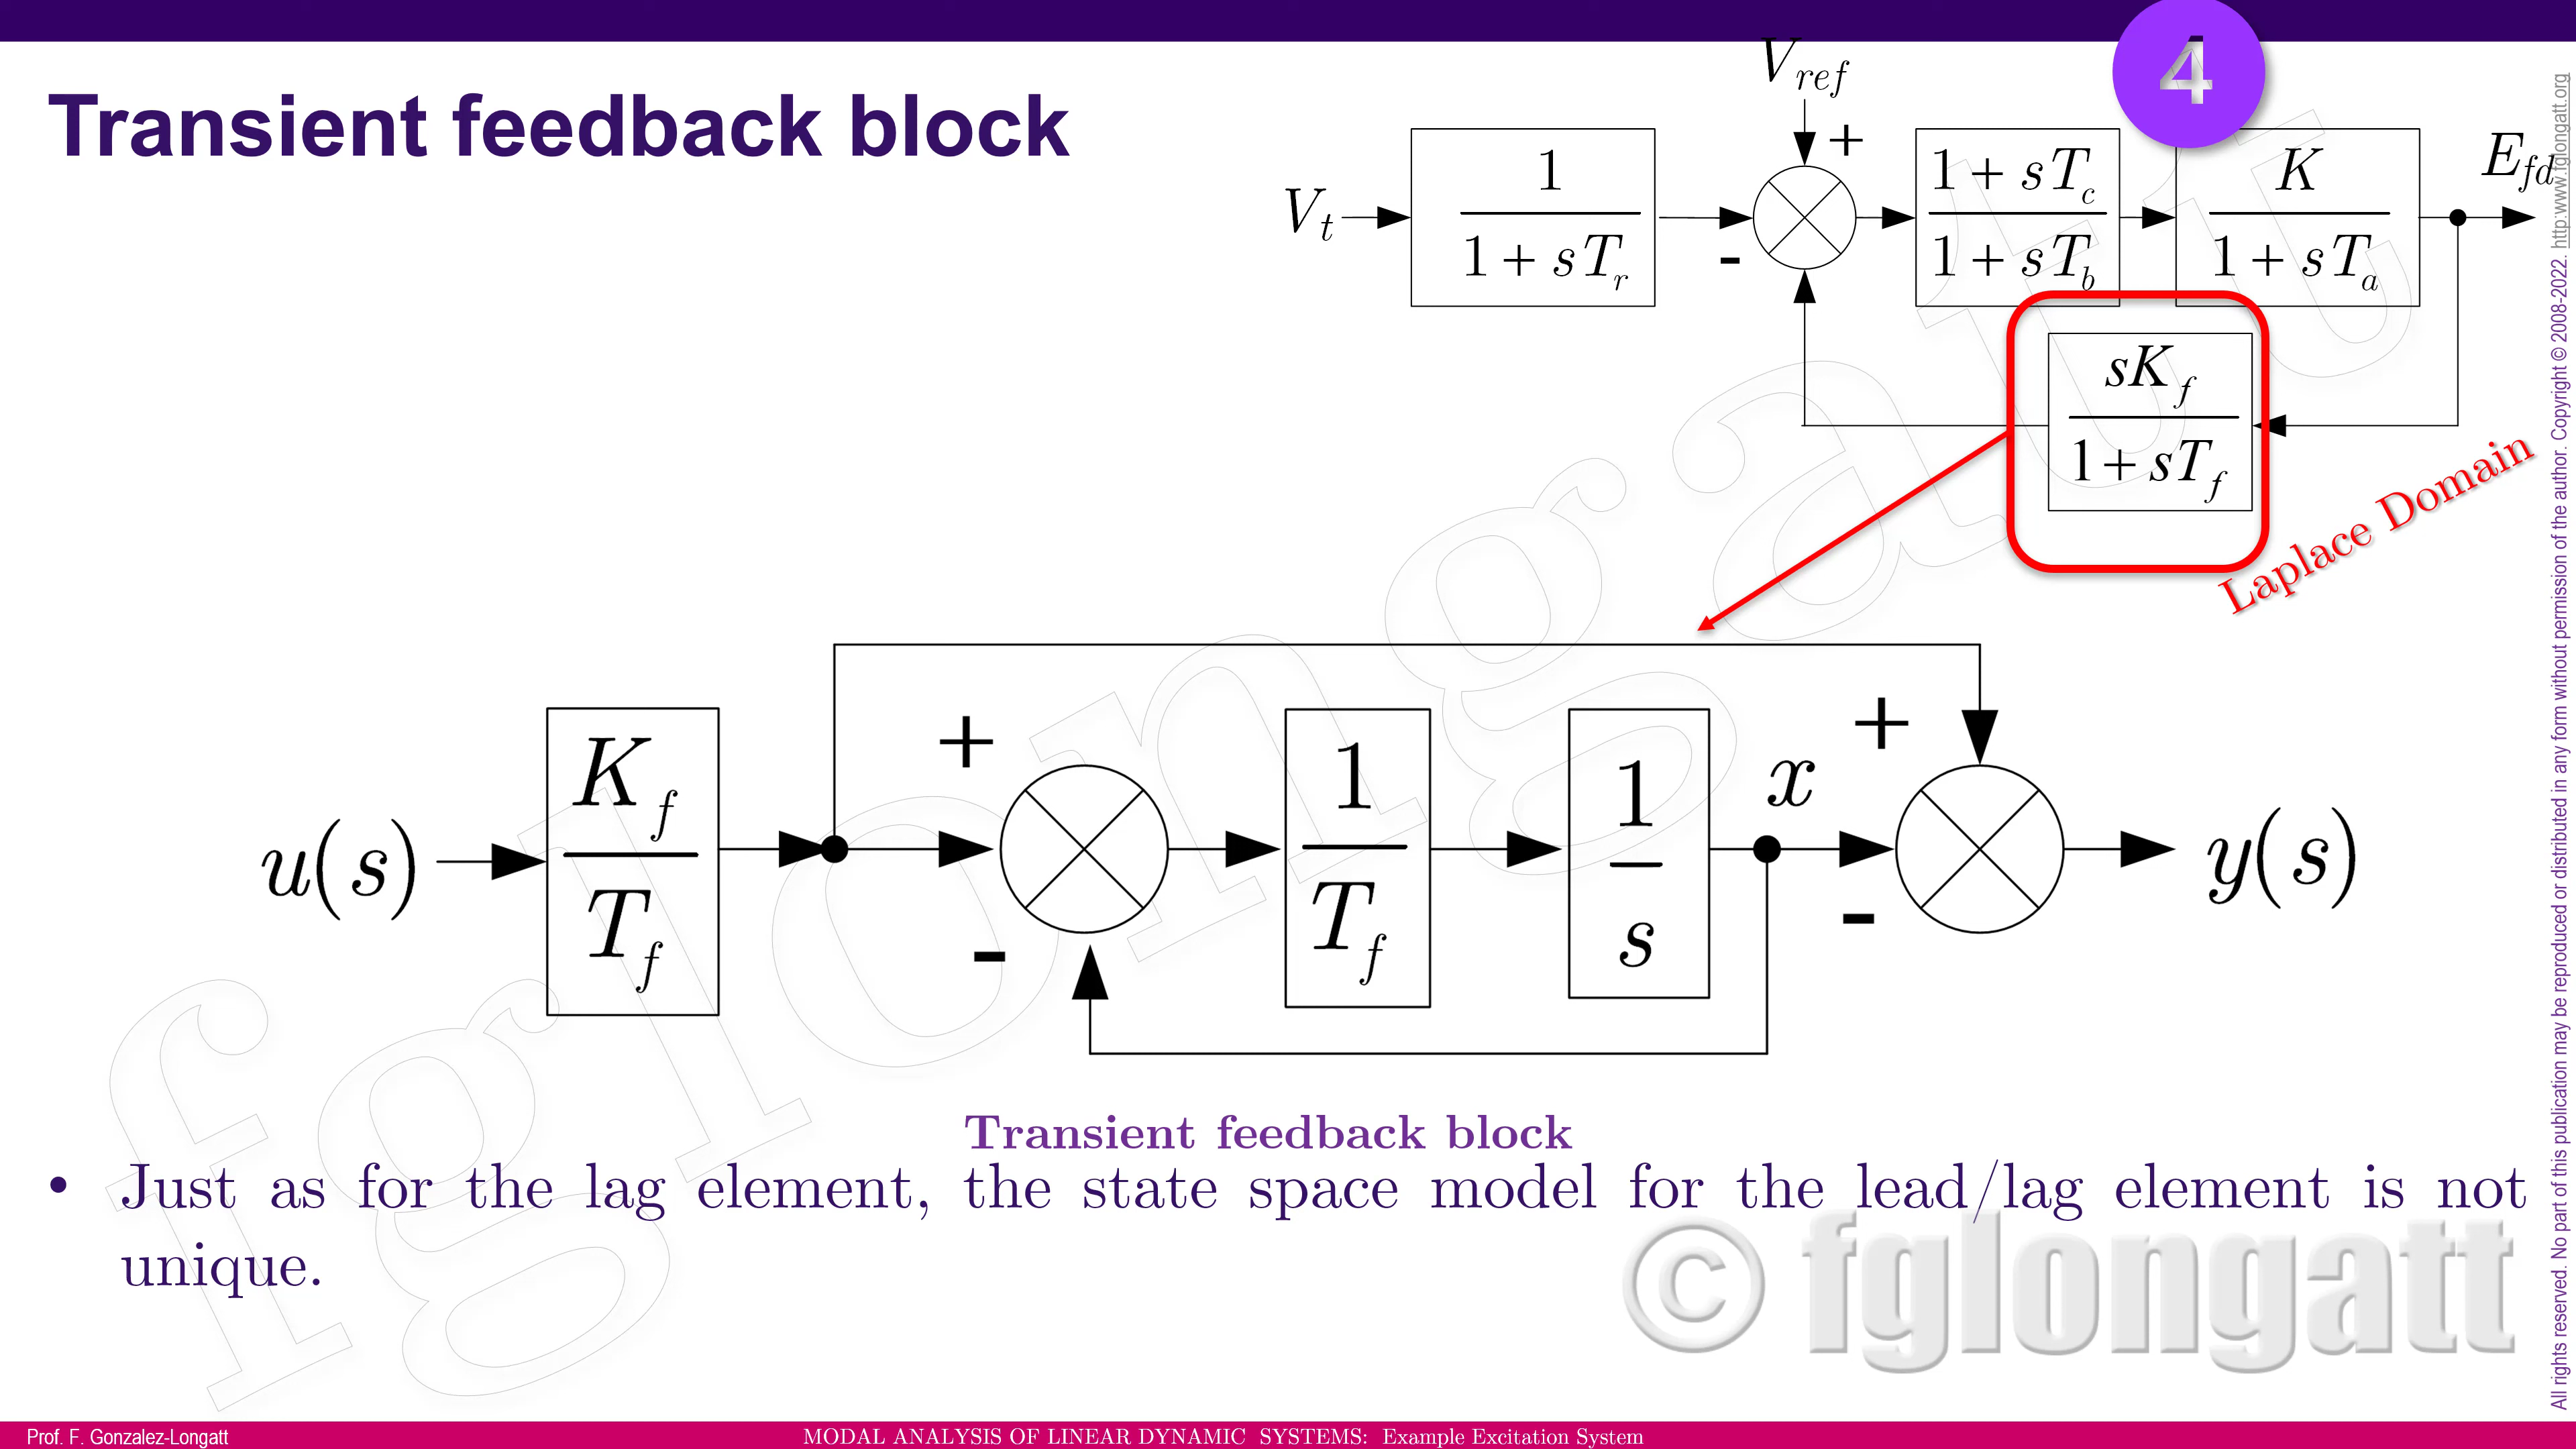 4
Transient feedback block
V_ref
+
V_t
1
1 + sT_r
-
1 + sT_c
1 + sT_b
K
1 + sT_a
E_fd
sK_f
1 + sT_f
Laplace Domain
u(s)
K_f
T_f
+
-
1
T_f
1
s
x
+
-
y(s)
Transient feedback block
• Just as for the lag element, the state space model for the lead/lag element is not
unique.
fglongatt
© fglongatt
All rights reserved. No part of this publication may be reproduced or distributed in any form without permission of the author. Copyright © 2008-2022. http:www.fglongatt.org
Prof. F. Gonzalez-Longatt
MODAL ANALYSIS OF LINEAR DYNAMIC SYSTEMS: Example Excitation System